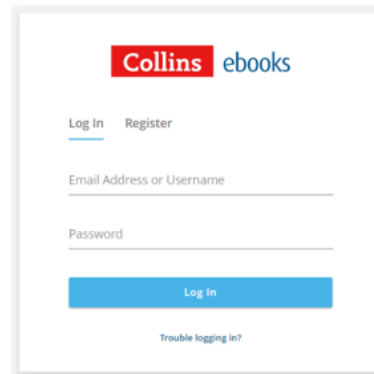 Collins ebooks
Log In Register
Email Address or Username
Password
Log In
Trouble logging in?